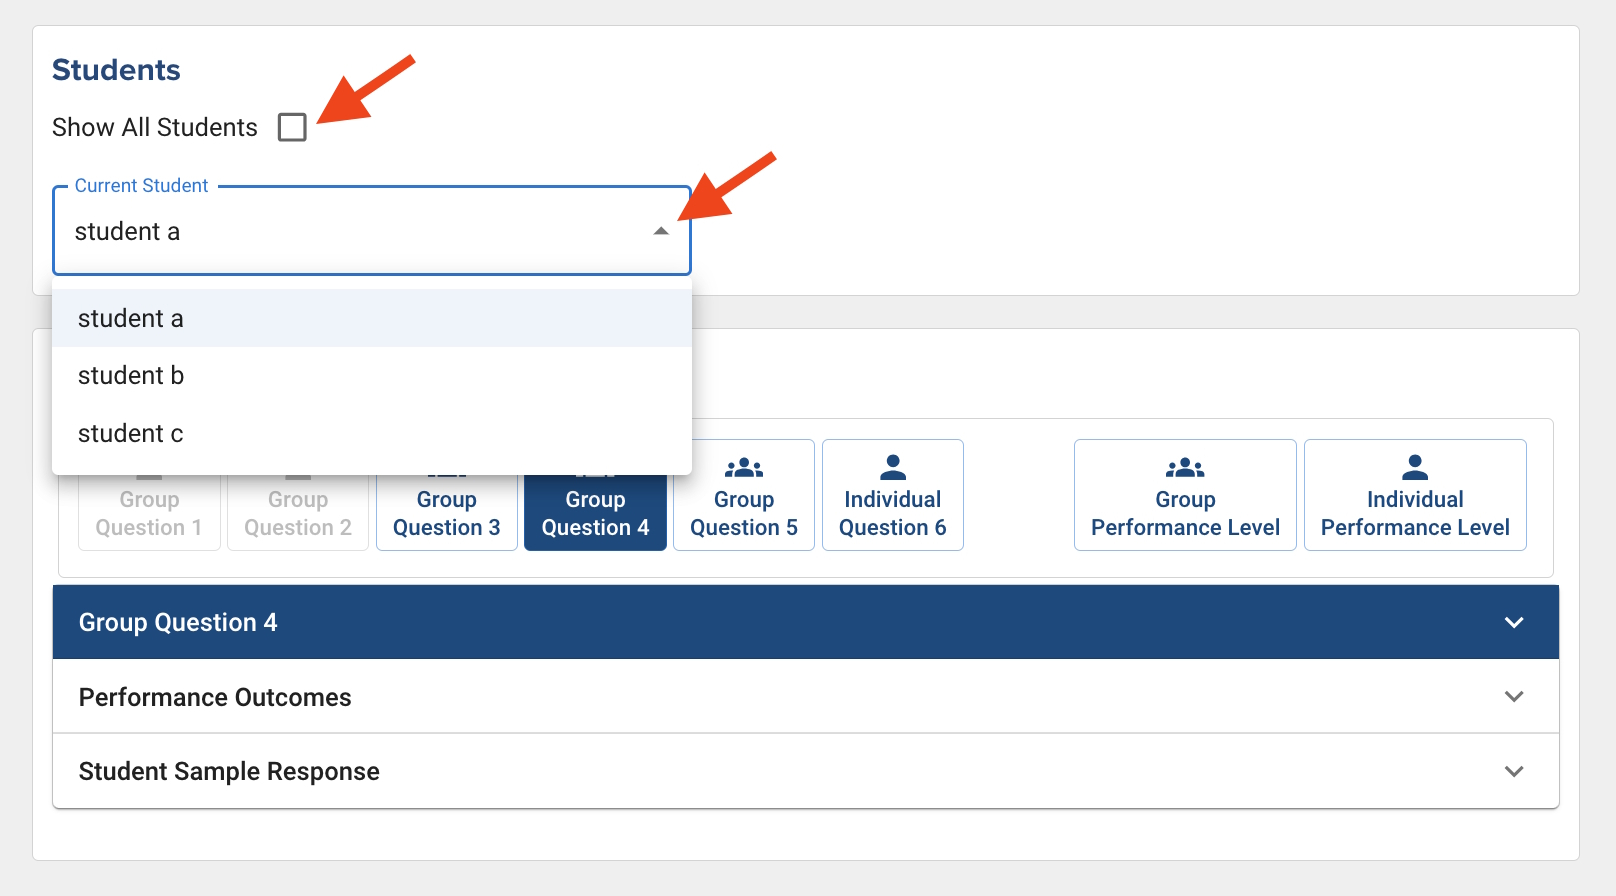 Students
Show All Students
Current Student
student a
student a
student b
student c
Group
Question 1
Group
Question 2
Group
Question 3
Group
Question 4
Group
Question 5
Individual
Question 6
Group
Performance Level
Individual
Performance Level
Group Question 4
Performance Outcomes
Student Sample Response